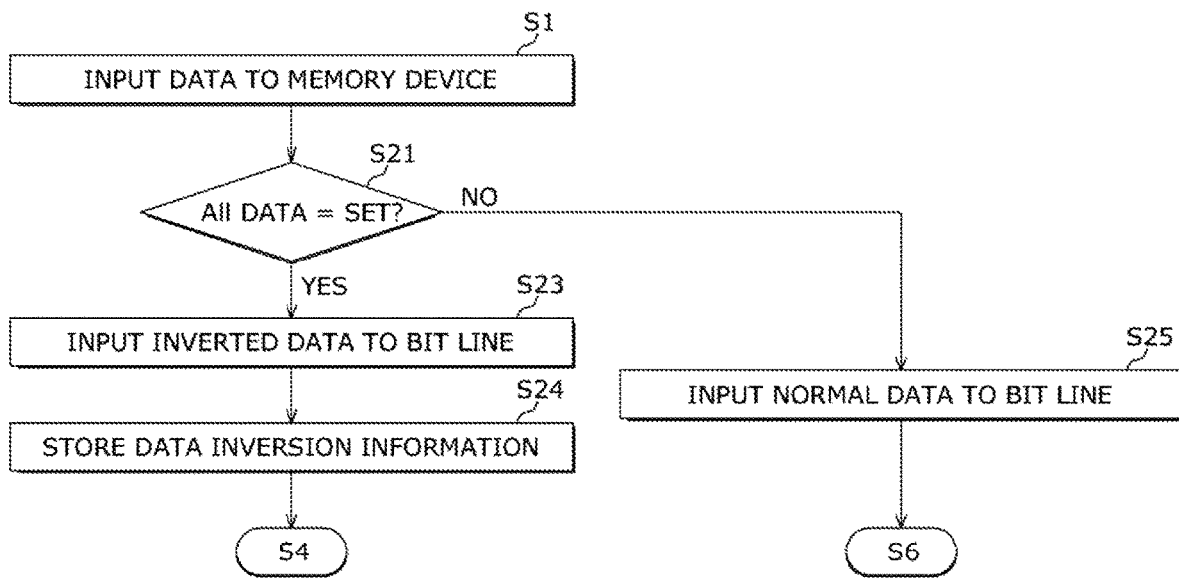 S1
INPUT DATA TO MEMORY DEVICE
S21
All DATA = SET?
NO
YES
S23
INPUT INVERTED DATA TO BIT LINE
S25
INPUT NORMAL DATA TO BIT LINE
S24
STORE DATA INVERSION INFORMATION
S4
S6